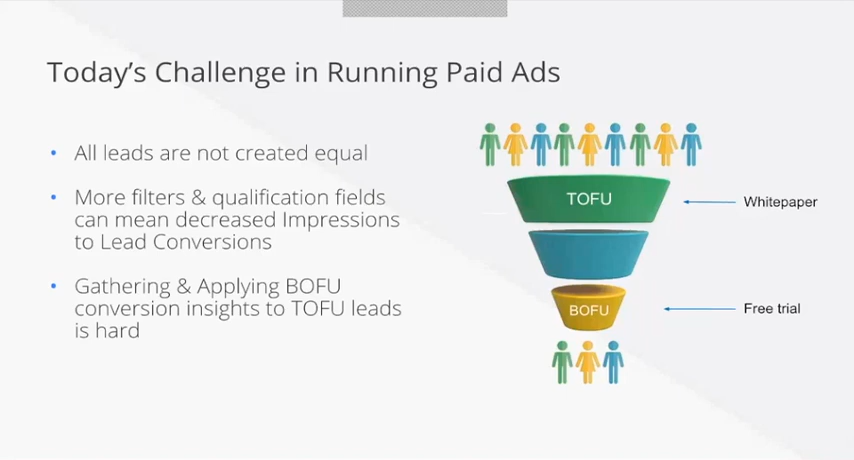 Today’s Challenge in Running Paid Ads
• All leads are not created equal
• More filters & qualification fields
can mean decreased Impressions
to Lead Conversions
• Gathering & Applying BOFU
conversion insights to TOFU leads
is hard
TOFU
Whitepaper
BOFU
Free trial